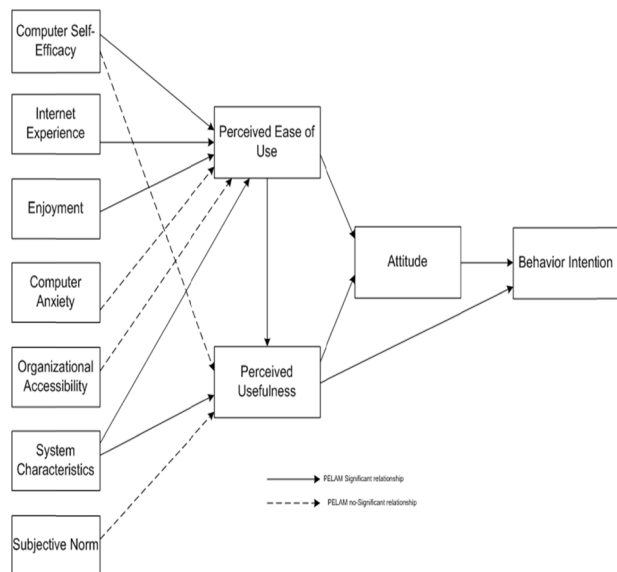 Computer Self-
Efficacy
Internet
Experience
Enjoyment
Computer
Anxiety
Organizational
Accessibility
System
Characteristics
Subjective Norm
Perceived Ease of
Use
Perceived
Usefulness
Attitude
Behavior Intention
PELAM Significant relationship
PELAM no-Significant relationship